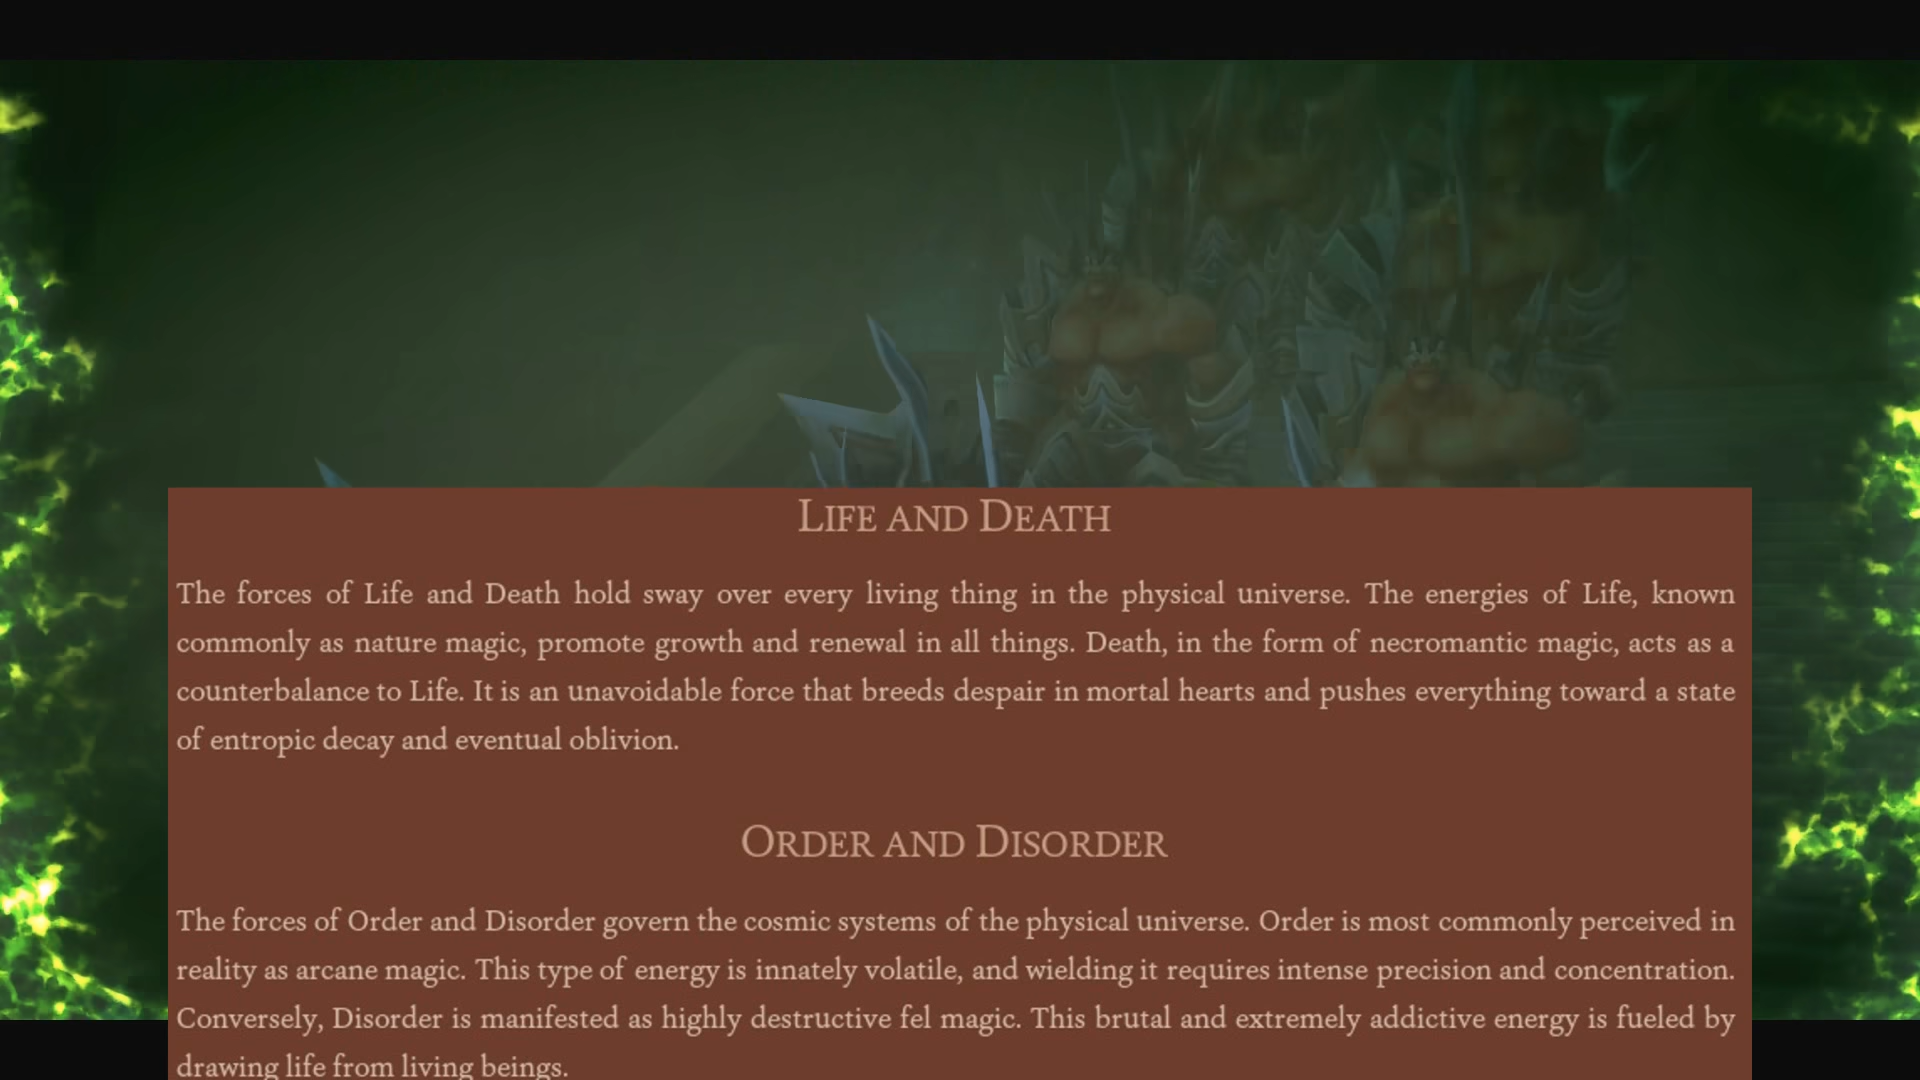 LIFE AND DEATH
The forces of Life and Death hold sway over every living thing in the physical universe. The energies of Life, known
commonly as nature magic, promote growth and renewal in all things. Death, in the form of necromantic magic, acts as a
counterbalance to Life. It is an unavoidable force that breeds despair in mortal hearts and pushes everything toward a state
of entropic decay and eventual oblivion.
ORDER AND DISORDER
The forces of Order and Disorder govern the cosmic systems of the physical universe. Order is most commonly perceived in
reality as arcane magic. This type of energy is innately volatile, and wielding it requires intense precision and concentration.
Conversely, Disorder is manifested as highly destructive fel magic. This brutal and extremely addictive energy is fueled by
drawing life from living beings.